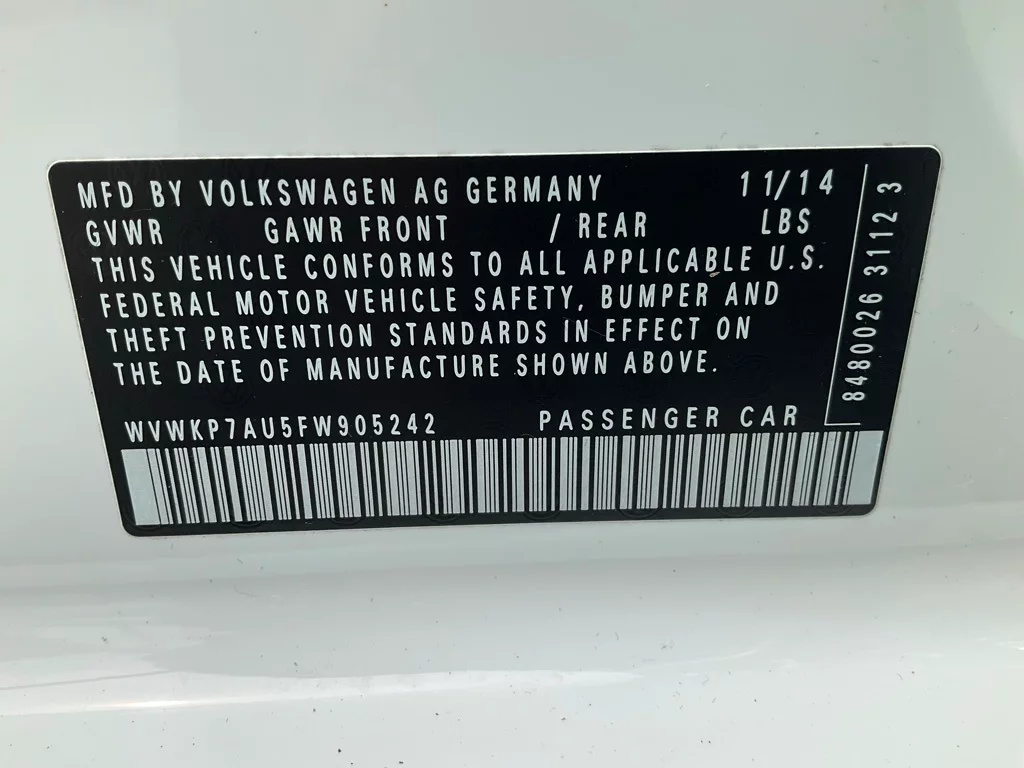 MFD BY VOLKSWAGEN AG GERMANY 11/14
GVWR GAWR FRONT / REAR LBS
THIS VEHICLE CONFORMS TO ALL APPLICABLE U.S.
FEDERAL MOTOR VEHICLE SAFETY, BUMPER AND
THEFT PREVENTION STANDARDS IN EFFECT ON
THE DATE OF MANUFACTURE SHOWN ABOVE.
WVWKP7AU5FW905242 PASSENGER CAR
8480026 31123